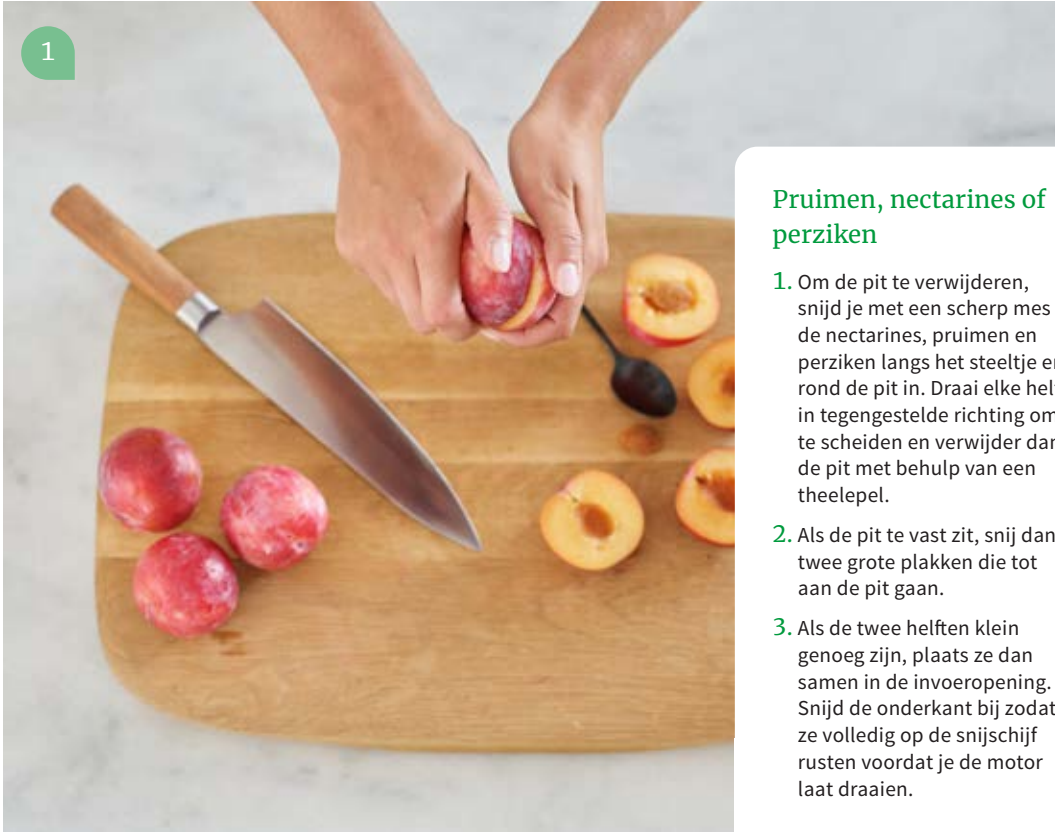 1
Pruimen, nectarines of
perziken
1. Om de pit te verwijderen,
snijd je met een scherp mes
de nectarines, pruimen en
perziken langs het steeltje
rond de pit in. Draai elke
in tegengestelde richting
te scheiden en verwijder
de pit met behulp van een
theelepel.
2. Als de pit te vast zit, snij dan
twee grote plakken die tot
aan de pit gaan.
3. Als de twee helften klein
genoeg zijn, plaats ze dan
samen in de invoeropening.
Snijd de onderkant bij zodat
ze volledig op de snijschijf
rusten voordat je de motor
laat draaien.